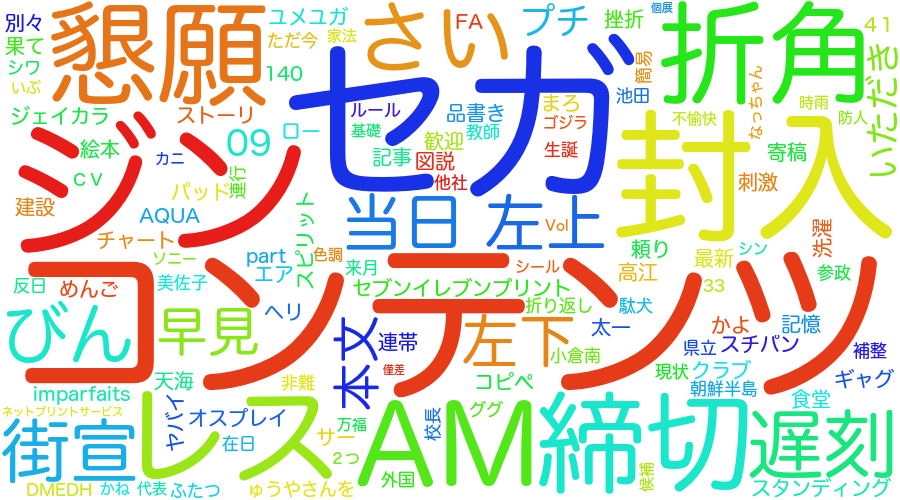 別々
懇願
ユメユガ
さい
FA
プチ
挫折
個展
折角
41
果て
シワ
いぶ
ただ今
家法
140
セガ
簡易
池田
なっちゃん
時雨
防人
いただき
ジェイカラ
ストーリ
ルール
品書き
まろ
ゴジラ
不愉快
ジン
絵本
09
ロー
基礎
歓迎
教師
生誕
封入
寄稿
CV
カニ
連行
記事
図説
他社
刺激
建設
パッド
AQUA
スピリット
当日
左上
Vol
頼り
洗濯
チャート
ソニー
part
色調
来月
シール
高江
最新
シン
参政
反日
めんご
美佐子
エア
コンテンツ
セブンイレブンプリント
折り返し
駄犬
33
びん
早見
ヘリ
本文
連帯
左下
小倉南
太一
かよ
記憶
県立
スチパン
補整
天海
非難
僅差
コピペ
現状
クラブ
ギャグ
朝鮮半島
食堂
imparfaits
ネットプリントサービス
街宣
レス
ヤバイ
オスプレイ
在日
サー
2つ
万福
AM
校長
ググ
締切
遅刻
外国
候補
スタンディング
DMEDH
かね
代表
ふたつ
ゅうやさんを